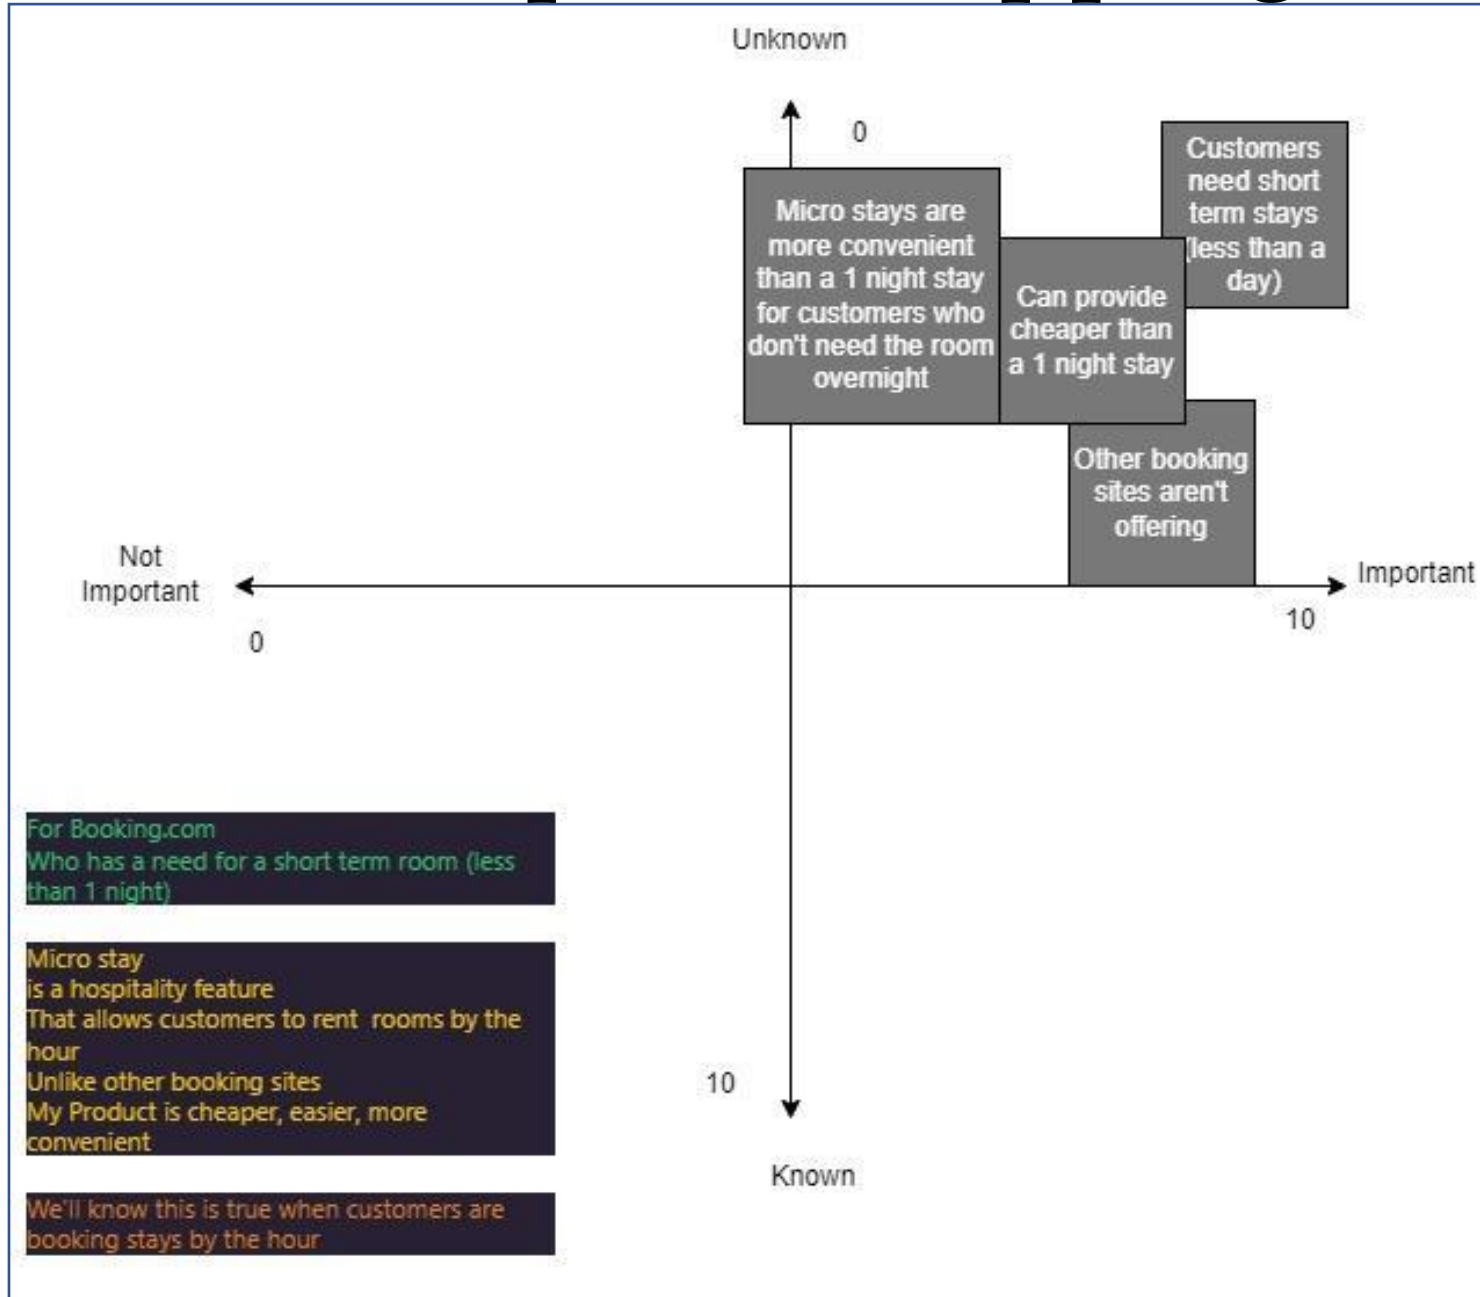 Unknown
0
Customers
need short
term stays
(less than a
day)
Micro stays are
more convenient
than a 1 night stay
for customers who
don't need the room
overnight
Can provide
cheaper than
a 1 night stay
Other booking
sites aren't
offering
Not
Important
0
Important
10
10
Known
For Booking.com
Who has a need for a short term room (less
than 1 night)
Micro stay
is a hospitality feature
That allows customers to rent rooms by the
hour
Unlike other booking sites
My Product is cheaper, easier, more
convenient
We'll know this is true when customers are
booking stays by the hour